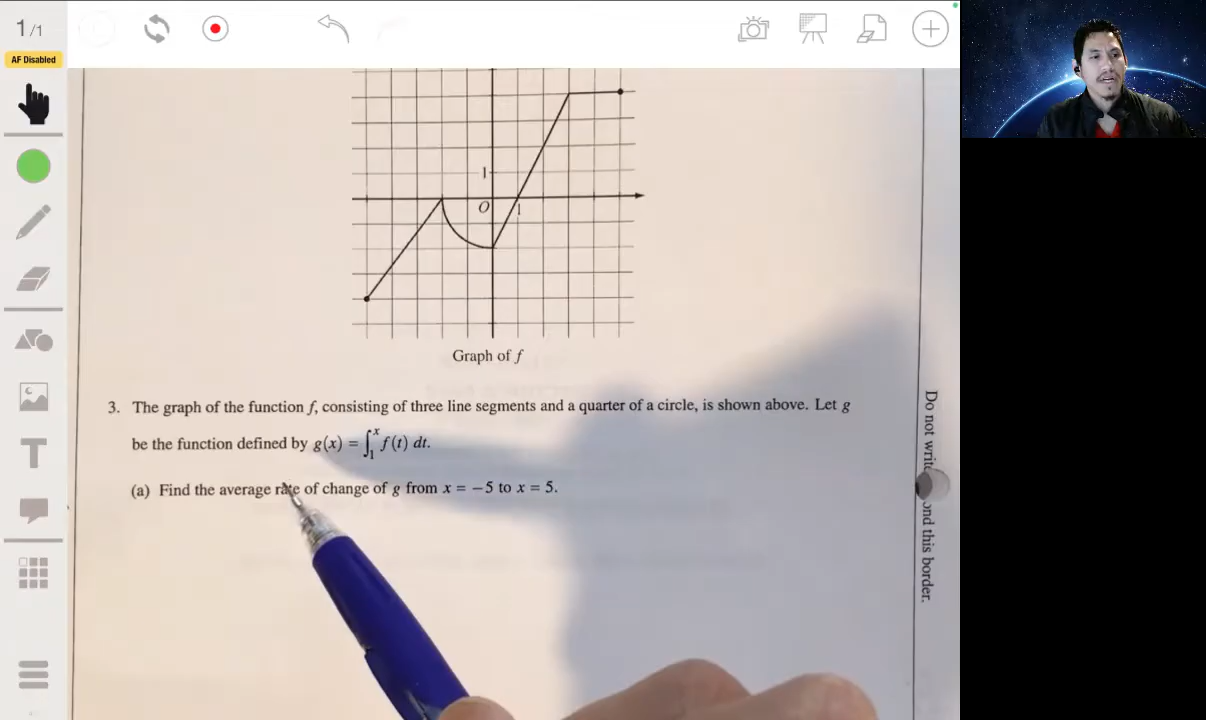 1/1
AF Disabled
1
O
1
Graph of f
3. The graph of the function f, consisting of three line segments and a quarter of a circle, is shown above. Let g
be the function defined by g(x) = ∫₁ˣ f(t) dt.
(a) Find the average rate of change of g from x = −5 to x = 5.
Do not write beyond this border.
T